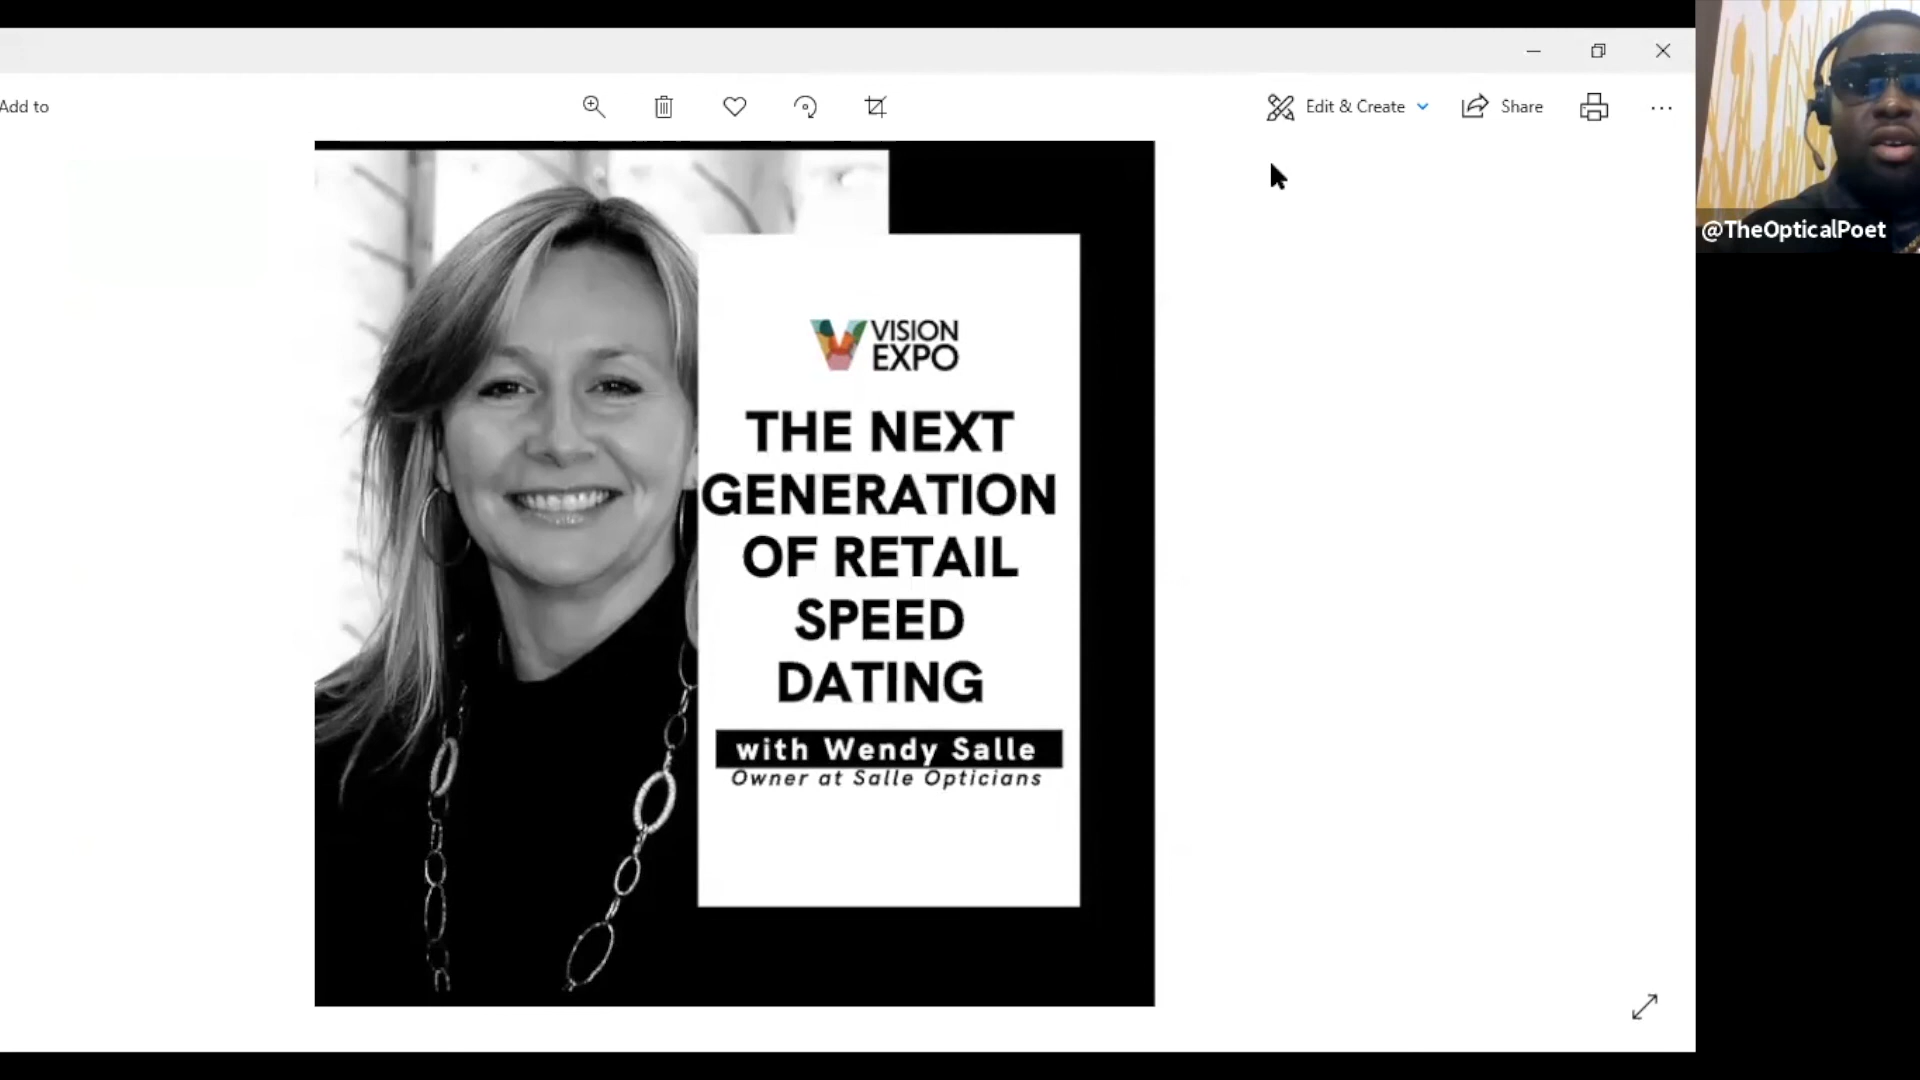 Add to
Edit & Create
Share
@TheOpticalPoet
VISION
EXPO
THE NEXT
GENERATION
OF RETAIL
SPEED
DATING
with Wendy Salle
Owner at Salle Opticians